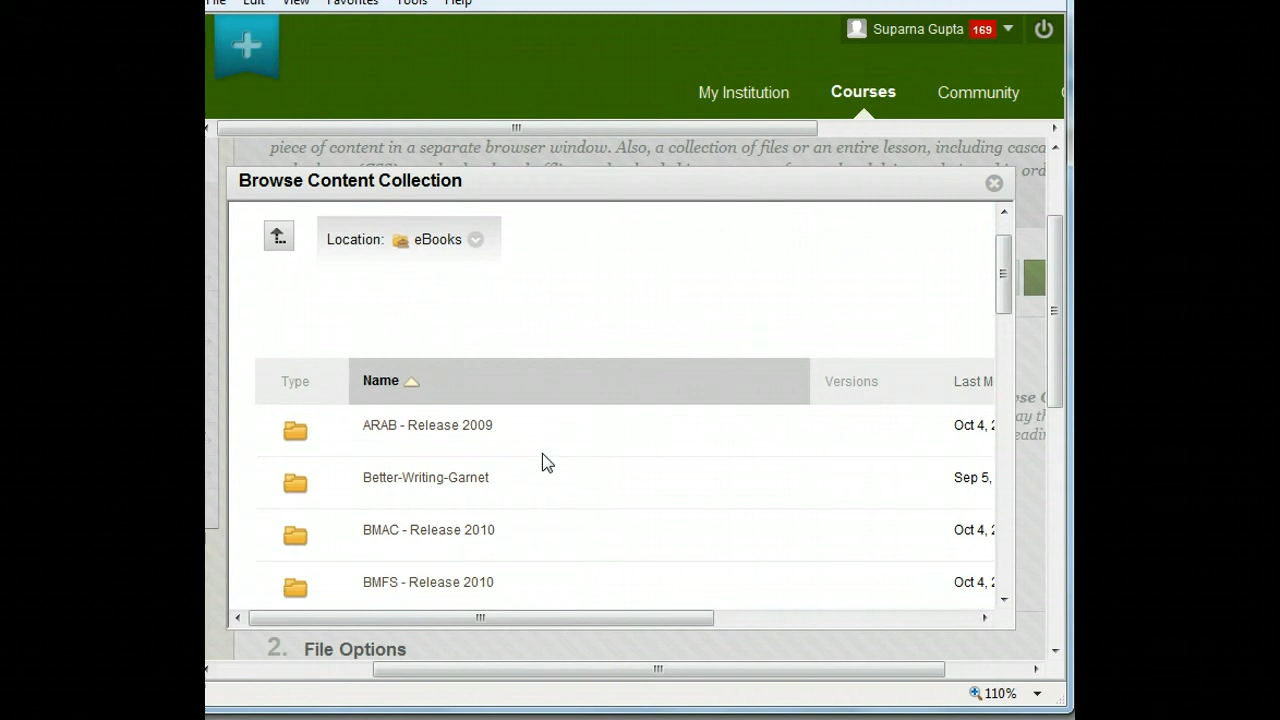 File Edit View Favorites Tools Help
Suparna Gupta 169
My Institution Courses Community
piece of content in a separate browser window. Also, a collection of files or an entire lesson, including casca
ord
Browse Content Collection
Location: eBooks
Type Name Versions Last M
ARAB - Release 2009 Oct 4, 2
Better-Writing-Garnet Sep 5,
BMAC - Release 2010 Oct 4, 2
BMFS - Release 2010 Oct 4, 2
2. File Options
110%